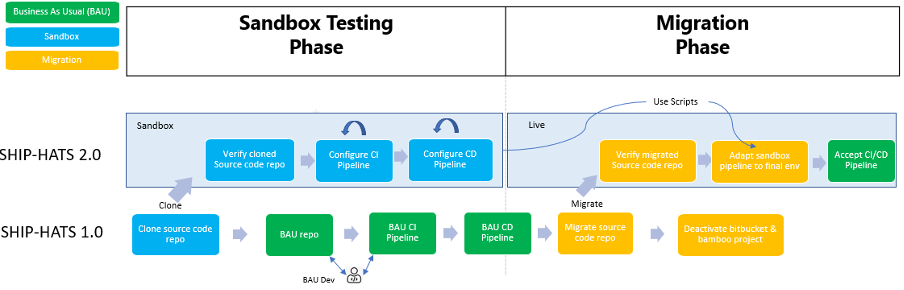 Business As Usual (BAU)
Sandbox
Migration
Sandbox Testing
Phase
Migration
Phase
Use Scripts
Sandbox
Live
SHIP-HATS 2.0
Verify cloned
Source code repo
Configure CI
Pipeline
Configure CD
Pipeline
Verify migrated
Source code repo
Adapt sandbox
pipeline to final env
Accept CI/CD
Pipeline
Clone
Migrate
SHIP-HATS 1.0
Clone source code
repo
BAU repo
BAU CI
Pipeline
BAU CD
Pipeline
Migrate source
code repo
Deactivate bitbucket &
bamboo project
BAU Dev